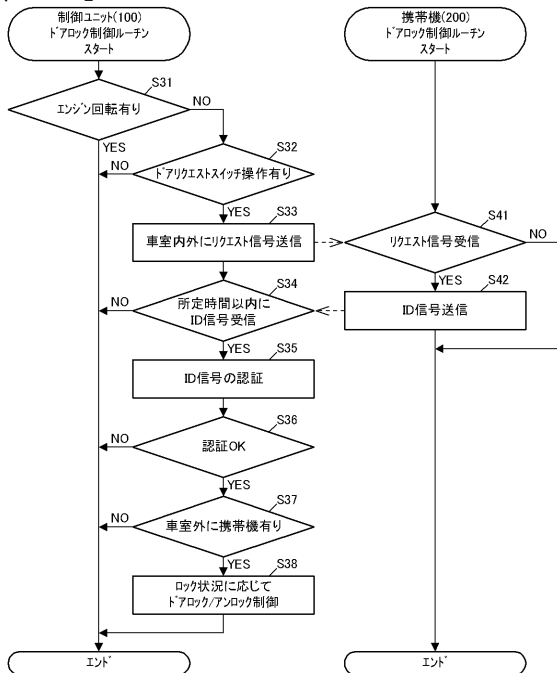 制御ユニット(100)
ドアロック制御ルーチン
スタート
携帯機(200)
ドアロック制御ルーチン
スタート
S31
エンジン回転有り
NO
YES
S32
NO
ドアリクエストスイッチ操作有り
YES
S33
車室内外にリクエスト信号送信
S41
リクエスト信号受信
NO
YES
S34
NO
所定時間以内に
ID信号受信
YES
S42
ID信号送信
S35
ID信号の認証
S36
NO
認証OK
YES
S37
NO
車室外に携帯機有り
YES
S38
ロック状況に応じて
ドアロック/アンロック制御
エンド
エンド